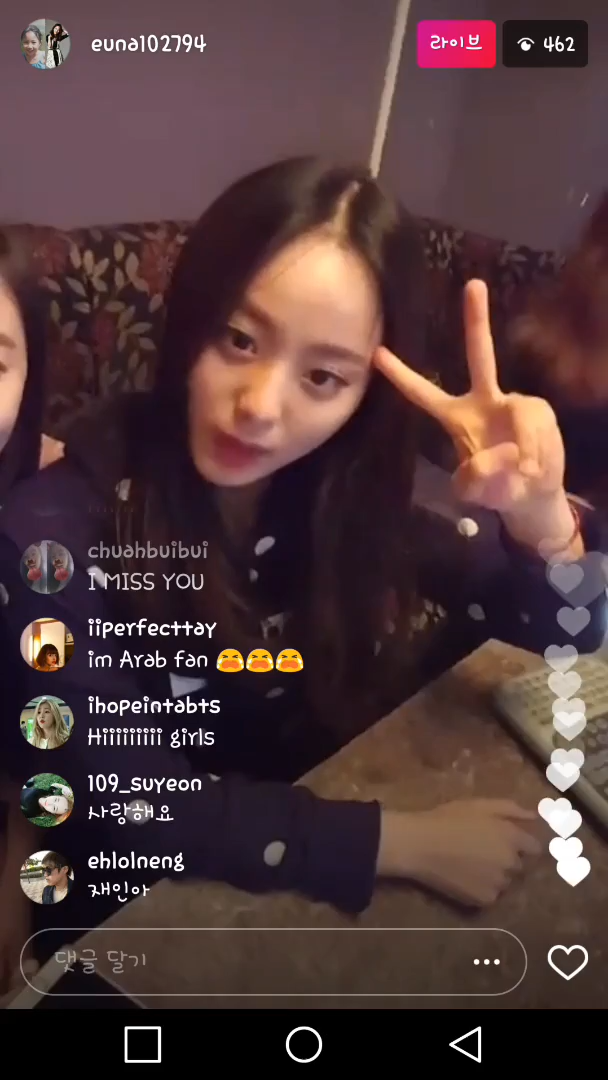 euna102794
라이브
462
chuahbuibui
I MISS YOU
iiperfecttay
im Arab fan 😭😭😭
ihopeintabts
Hiiiiiiiii girls
109_suyeon
사랑해요
ehlolneng
재인아
댓글 달기